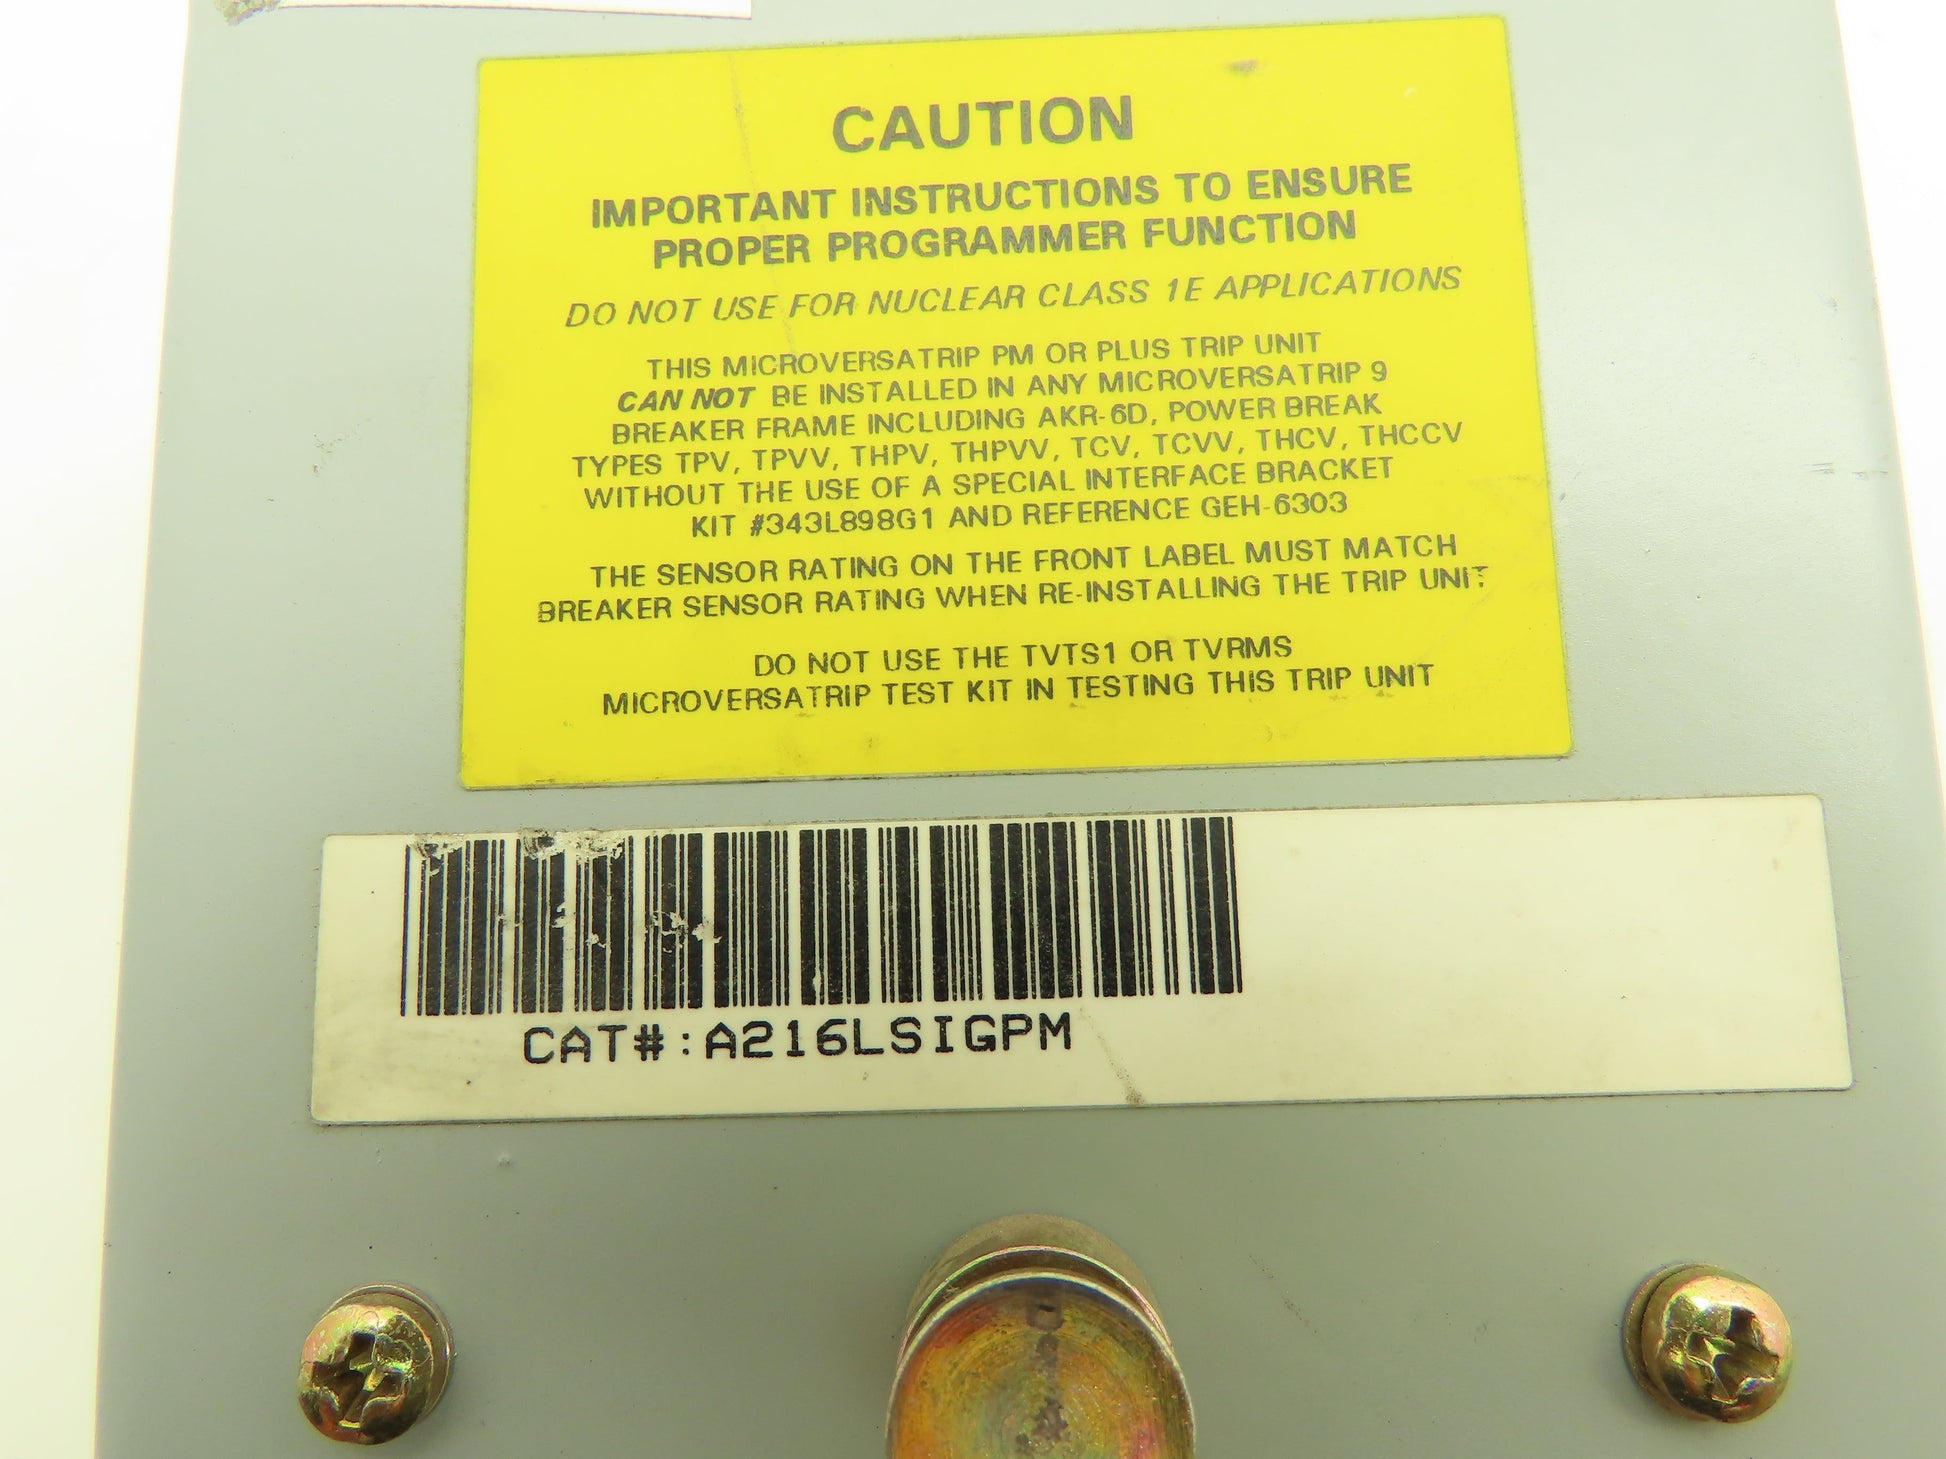 CAUTION
IMPORTANT INSTRUCTIONS TO ENSURE
PROPER PROGRAMMER FUNCTION
DO NOT USE FOR NUCLEAR CLASS 1E APPLICATIONS
THIS MICROVERSATRIP PM OR PLUS TRIP UNIT
CAN NOT BE INSTALLED IN ANY MICROVERSATRIP 9
BREAKER FRAME INCLUDING AKR-6D, POWER BREAK
TYPES TPV, TPVV, THPV, THPVV, TCV, TCVV, THCV, THCCV
WITHOUT THE USE OF A SPECIAL INTERFACE BRACKET
KIT #343L898G1 AND REFERENCE GEH-6303
THE SENSOR RATING ON THE FRONT LABEL MUST MATCH
BREAKER SENSOR RATING WHEN RE-INSTALLING THE TRIP UNIT
DO NOT USE THE TVTS1 OR TVRMS
MICROVERSATRIP TEST KIT IN TESTING THIS TRIP UNIT
CAT#:A216LSIGPM